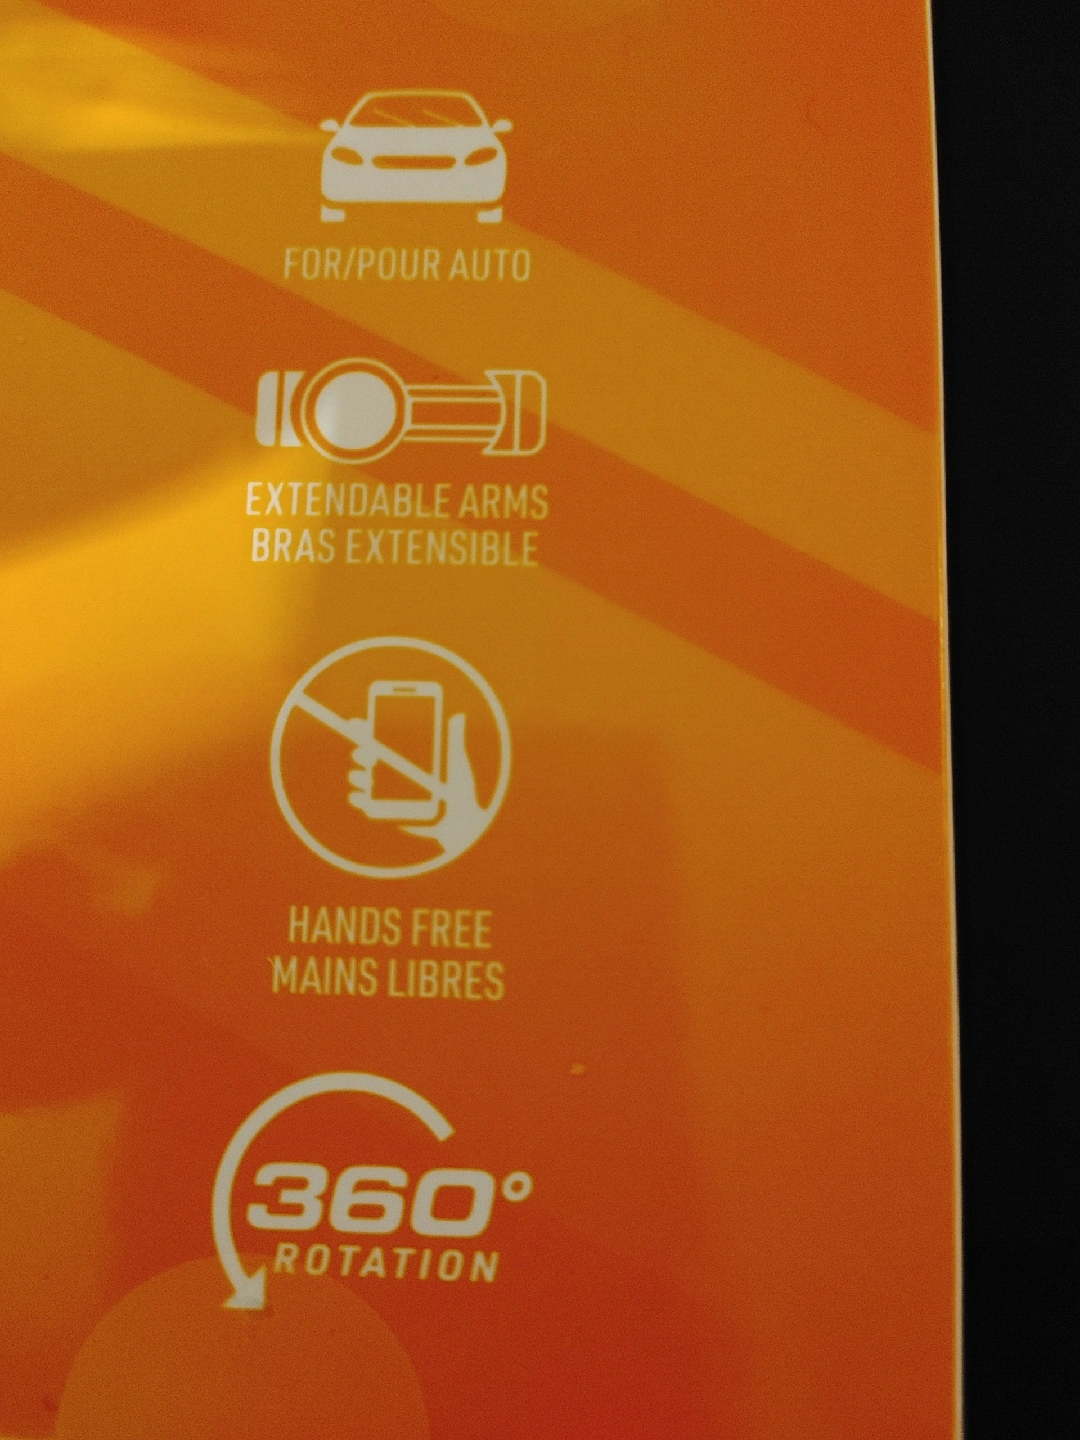 FOR/POUR AUTO
EXTENDABLE ARMS
BRAS EXTENSIBLE
HANDS FREE
MAINS LIBRES
360°
ROTATION